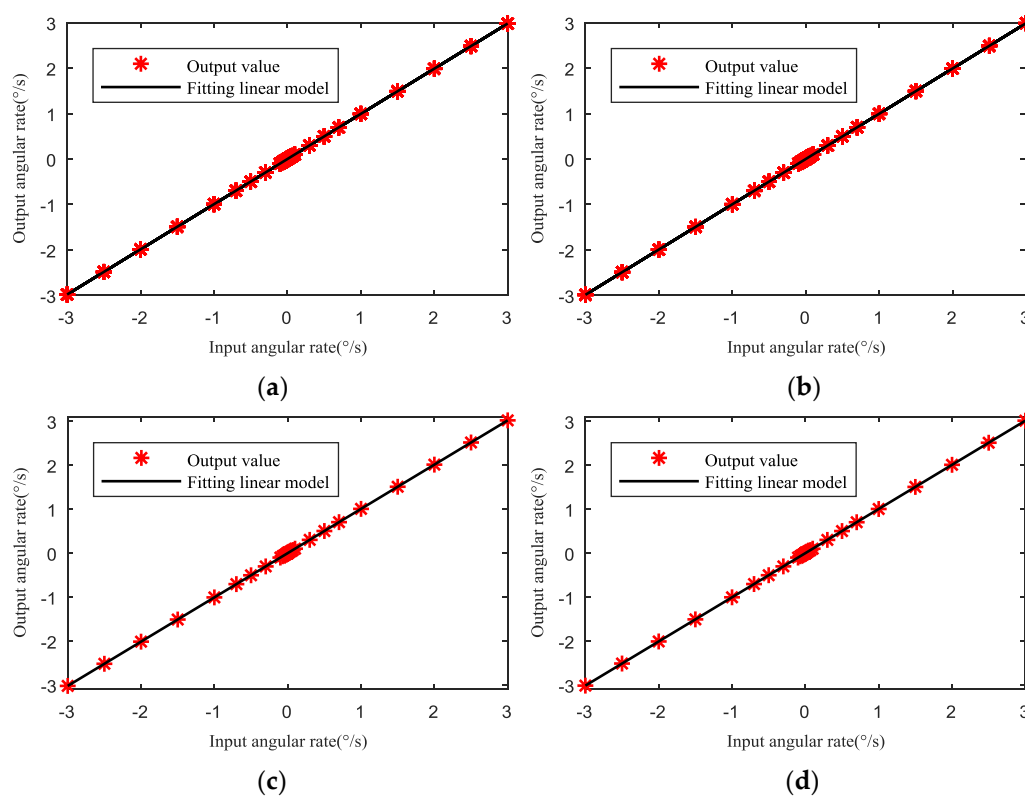 3
2
1
0
-1
-2
-3
Output angular rate(°/s)
Output value
Fitting linear model
-3 -2 -1 0 1 2 3
Input angular rate(°/s)
(a)
3
2
1
0
-1
-2
-3
Output angular rate(°/s)
Output value
Fitting linear model
-3 -2 -1 0 1 2 3
Input angular rate(°/s)
(b)
3
2
1
0
-1
-2
-3
Output angular rate(°/s)
Output value
Fitting linear model
-3 -2 -1 0 1 2 3
Input angular rate(°/s)
(c)
3
2
1
0
-1
-2
-3
Output angular rate(°/s)
Output value
Fitting linear model
-3 -2 -1 0 1 2 3
Input angular rate(°/s)
(d)